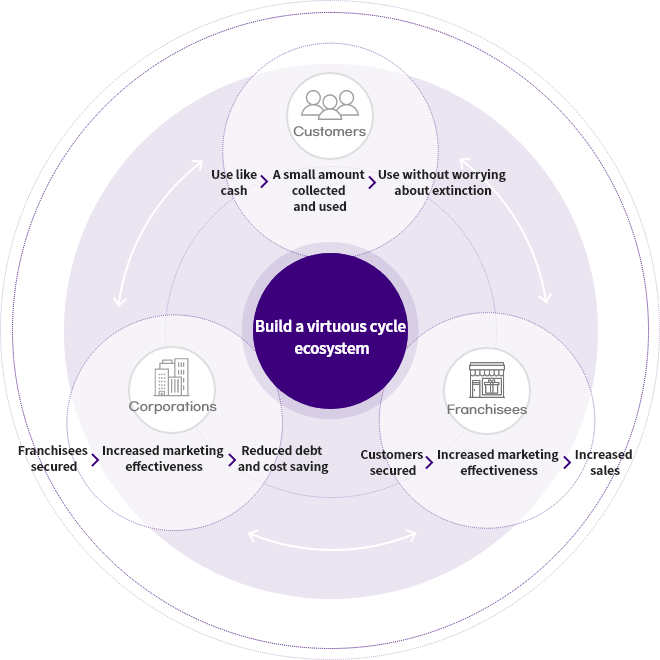 Customers
Use like
cash
A small amount
collected
and used
Use without worrying
about extinction
Build a virtuous cycle
ecosystem
Corporations
Franchisees
secured
Increased marketing
effectiveness
Reduced debt
and cost saving
Franchisees
Customers
secured
Increased marketing
effectiveness
Increased
sales